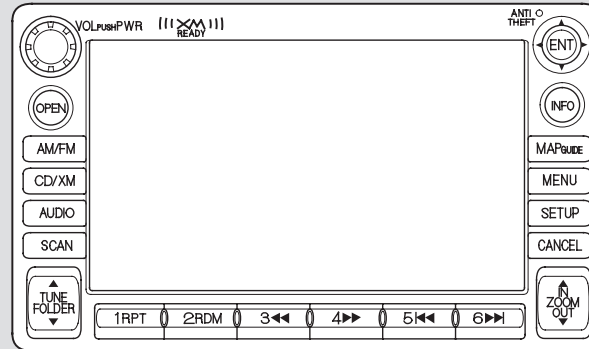 VOL PUSH PWR
XM
READY
ANTI
THEFT
ENT
OPEN
INFO
AM/FM
MAP GUIDE
CD/XM
MENU
AUDIO
SETUP
SCAN
CANCEL
TUNE
FOLDER
IN
ZOOM
OUT
1RPT
2RDM
3◀◀
4▶▶
5|◀◀
6▶▶|